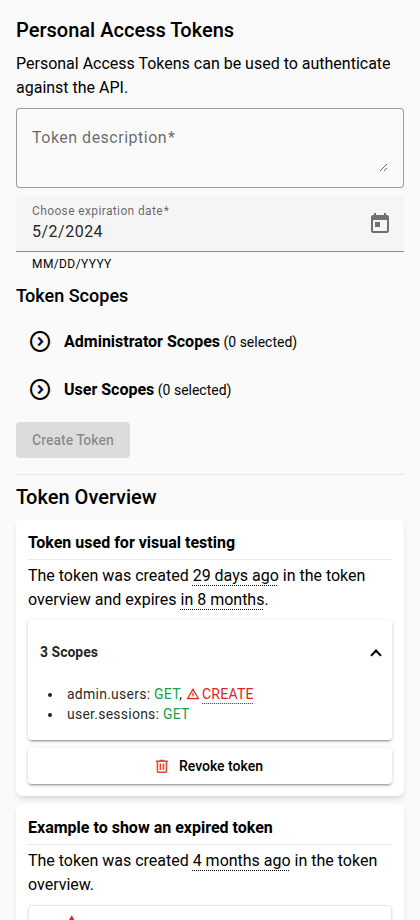 Personal Access Tokens
Personal Access Tokens can be used to authenticate
against the API.
Token description*
Choose expiration date*
5/2/2024
MM/DD/YYYY
Token Scopes
Administrator Scopes (0 selected)
User Scopes (0 selected)
Create Token
Token Overview
Token used for visual testing
The token was created 29 days ago in the token
overview and expires in 8 months.
3 Scopes
• admin.users: GET, CREATE
• user.sessions: GET
Revoke token
Example to show an expired token
The token was created 4 months ago in the token
overview.